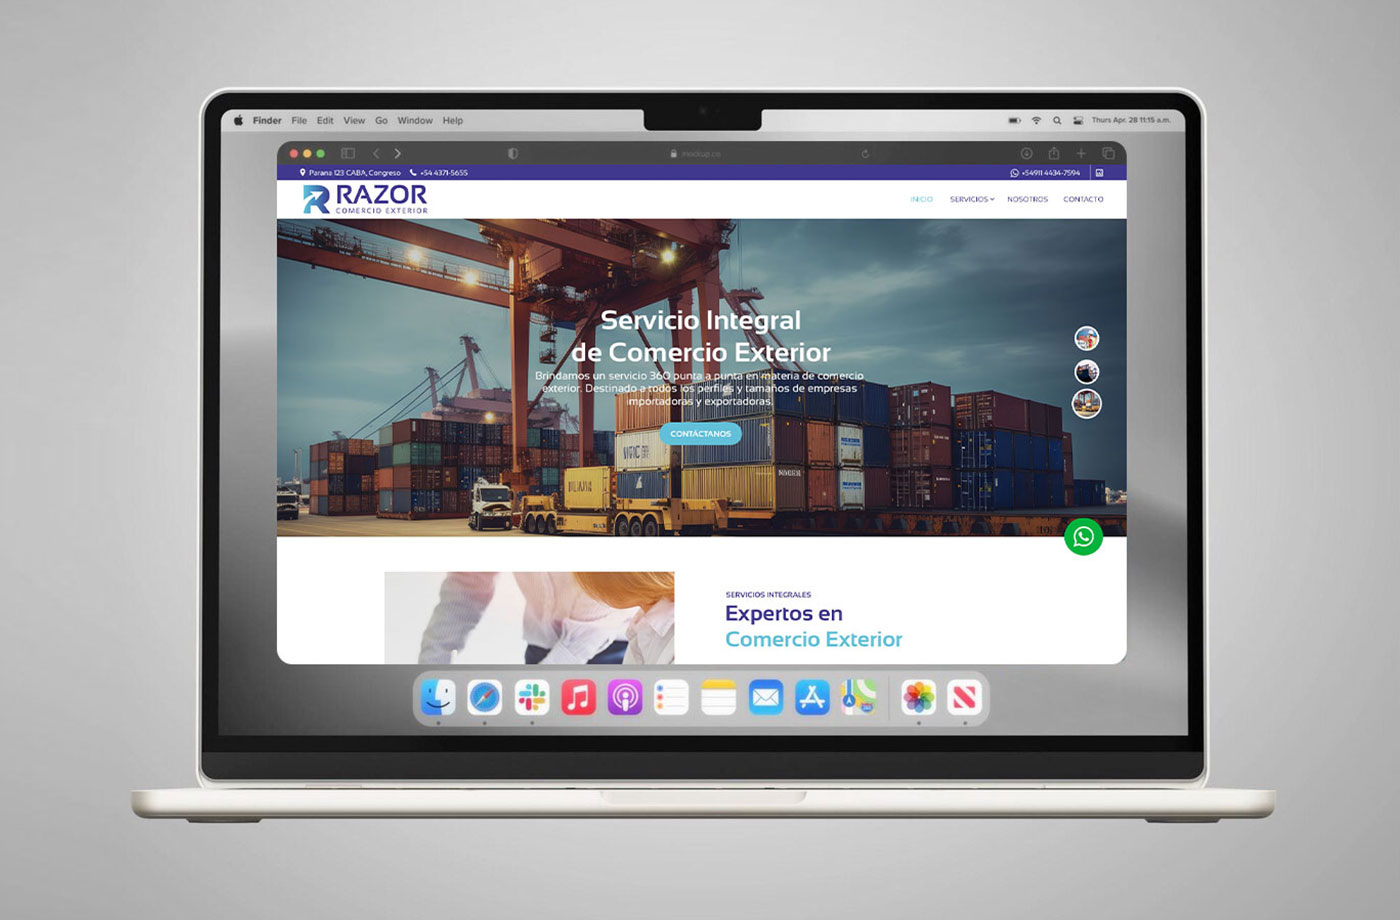 Finder File Edit View Go Window Help
Thurs Apr. 28 11:15 a.m.
mockup.co
Parana 123 CABA, Congreso +54 4371-5655
+54911 4434-7594
RAZOR
COMERCIO EXTERIOR
INICIO SERVICIOS NOSOTROS CONTACTO
Servicio Integral
de Comercio Exterior
Brindamos un servicio 360 punta a punta en materia de comercio
exterior. Destinado a todos los perfiles y tamaños de empresas
importadoras y exportadoras.
CONTÁCTANOS
SERVICIOS INTEGRALES
Expertos en
Comercio Exterior